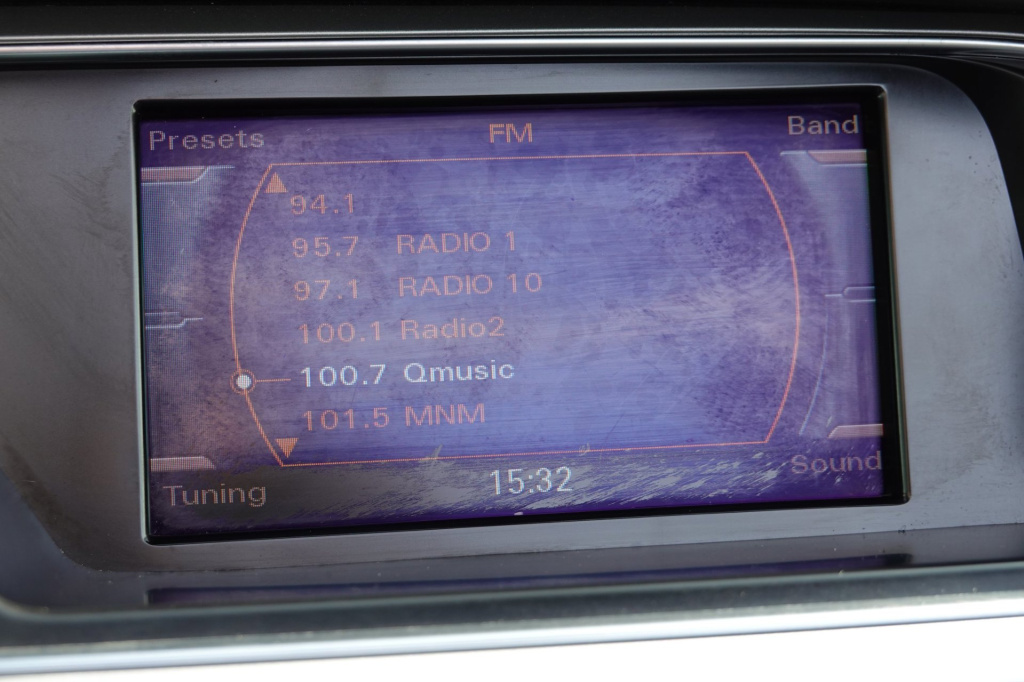 Presets FM Band
94.1
95.7 RADIO 1
97.1 RADIO 10
100.1 Radio2
100.7 Qmusic
101.5 MNM
Tuning 15:32 Sound